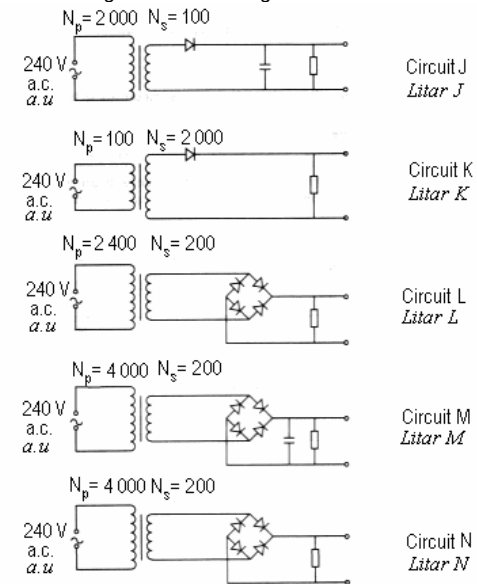 Nₚ= 2 000 Nₛ= 100
240 V
a.c.
a.u
Circuit J
Litar J
Nₚ= 100 Nₛ= 2 000
240 V
a.c.
a.u
Circuit K
Litar K
Nₚ= 2 400 Nₛ= 200
240 V
a.c.
a.u
Circuit L
Litar L
Nₚ= 4 000 Nₛ= 200
240 V
a.c.
a.u
Circuit M
Litar M
Nₚ= 4 000 Nₛ= 200
240 V
a.c.
a.u
Circuit N
Litar N